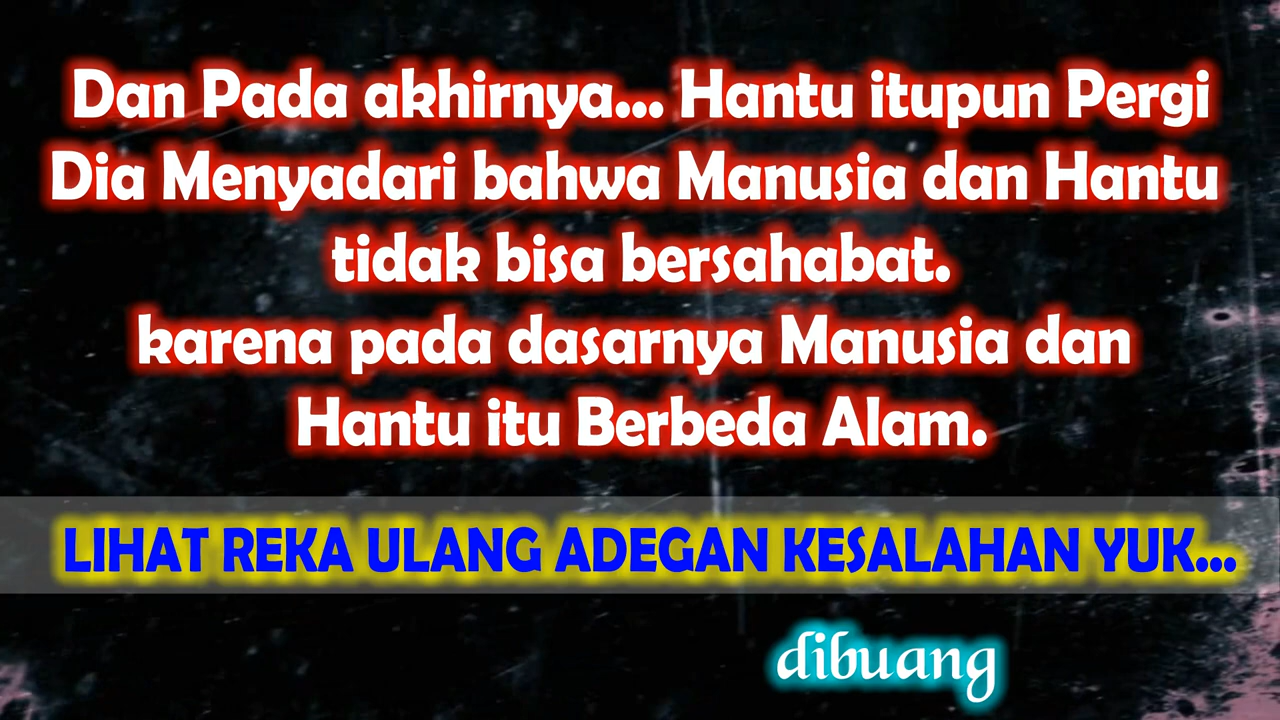 Dan Pada akhirnya... Hantu itupun Pergi
Dia Menyadari bahwa Manusia dan Hantu
tidak bisa bersahabat.
karena pada dasarnya Manusia dan
Hantu itu Berbeda Alam.
LIHAT REKA ULANG ADEGAN KESALAHAN YUK...
dibuang